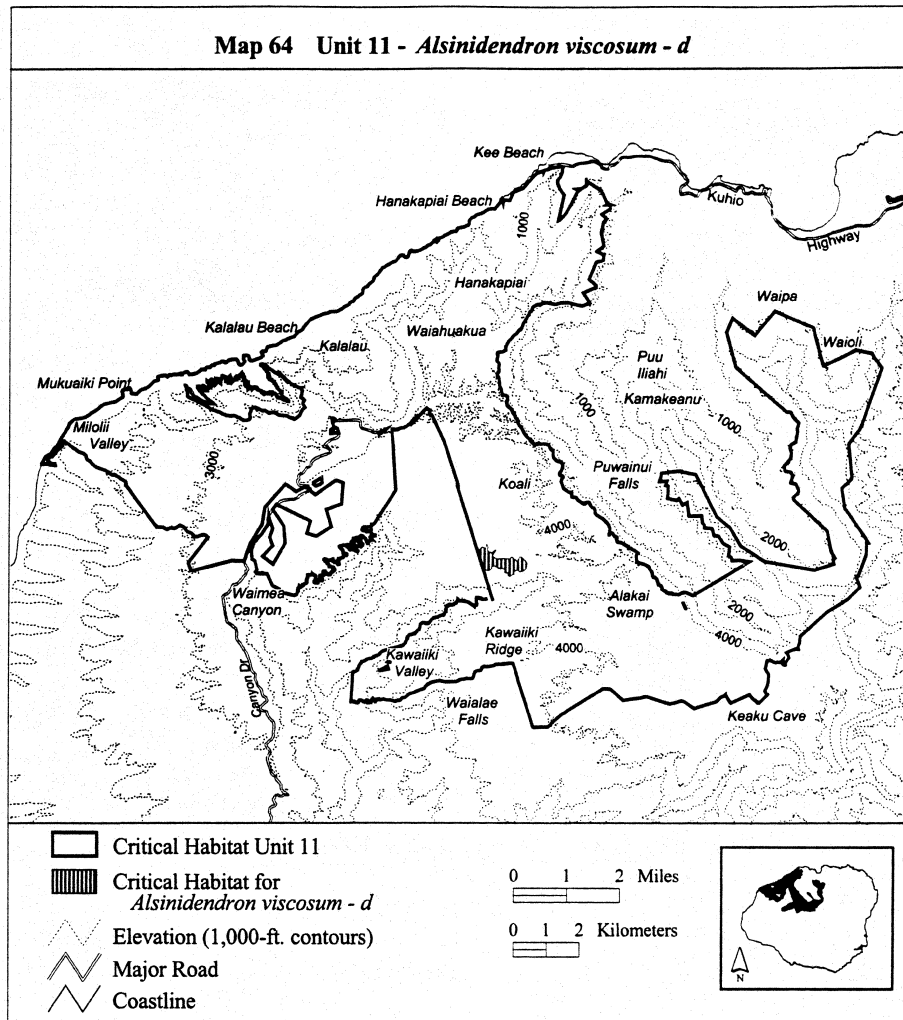 Map 64 Unit 11 - Alsinidendron viscosum - d
Kee Beach
Hanakapiai Beach
Kuhio
Highway
1000
Hanakapiai
Waipa
Kalalau Beach
Waiahuakua
Kalalau
Waioli
Puu
Iliahi
Mukuaiki Point
Kamakeanu
1000
1000
Milolii
Valley
3000
Puwainui
Falls
Koali
4000
2000
Waimea
Canyon
Alakai
Swamp
2000
4000
Kawaiiki
Ridge
4000
Kawaiiki
Valley
Canyon Dr
Waialae
Falls
Keaku Cave
Critical Habitat Unit 11
Critical Habitat for
Alsinidendron viscosum - d
Elevation (1,000-ft. contours)
Major Road
Coastline
0 1 2 Miles
0 1 2 Kilometers
N